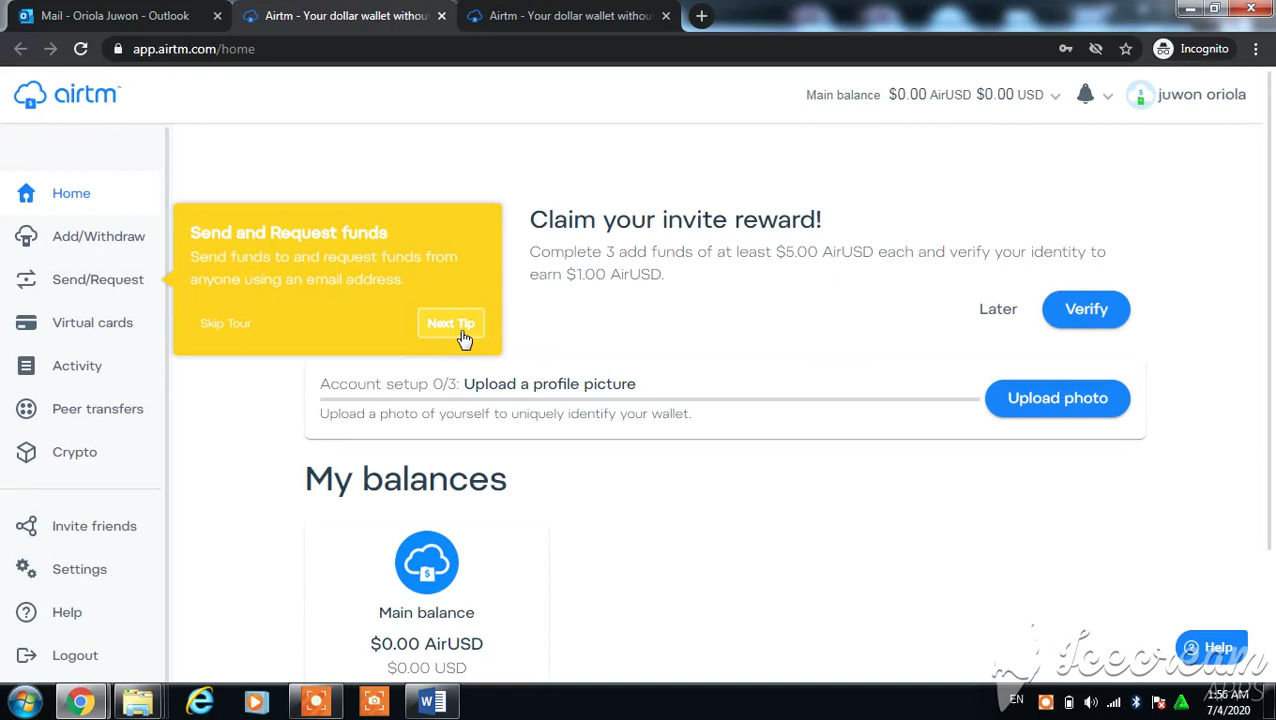 Mail - Oriola Juwon - Outlook
Airtm - Your dollar wallet withou
Airtm - Your dollar wallet withou
app.airtm.com/home
Incognito
airtm™
Main balance $0.00 AirUSD $0.00 USD
juwon oriola
Home
Add/Withdraw
Send/Request
Virtual cards
Activity
Peer transfers
Crypto
Invite friends
Settings
Help
Logout
Send and Request funds
Send funds to and request funds from
anyone using an email address.
Skip Tour
Next Tip
Claim your invite reward!
Complete 3 add funds of at least $5.00 AirUSD each and verify your identity to
earn $1.00 AirUSD.
Later
Verify
Account setup 0/3: Upload a profile picture
Upload a photo of yourself to uniquely identify your wallet.
Upload photo
My balances
Main balance
$0.00 AirUSD
$0.00 USD
Help
Icecream
APPS
EN
1:56 AM
7/4/2020